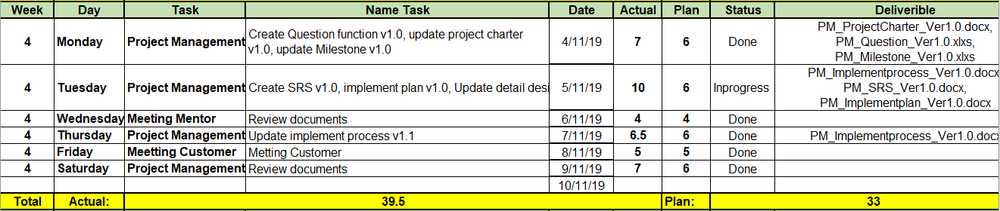 Week Day Task Name Task Date Actual Plan Status Deliverible
4 Monday Project Management Create Question function v1.0, update project charter v1.0, update Milestone v1.0 4/11/19 7 6 Done PM_ProjectCharter_Ver1.0.docx, PM_Question_Ver1.0.xlxs, PM_Milestone_Ver1.0.xlxs
4 Tuesday Project Management Create SRS v1.0, implement plan v1.0, Update detail desi 5/11/19 10 6 Inprogress PM_Implementprocess_Ver1.0.docx PM_SRS_Ver1.0.docx, PM_Implementplan_Ver1.0.docx
4 Wednesday Meeting Mentor Review documents 6/11/19 4 4 Done
4 Thursday Project Management Update implement process v1.1 7/11/19 6.5 6 Done PM_Implementprocess_Ver1.0.docx
4 Friday Meetting Customer Metting Customer 8/11/19 5 5 Done
4 Saturday Project Management Review documents 9/11/19 7 6 Done
10/11/19
Total Actual: 39.5 Plan: 33